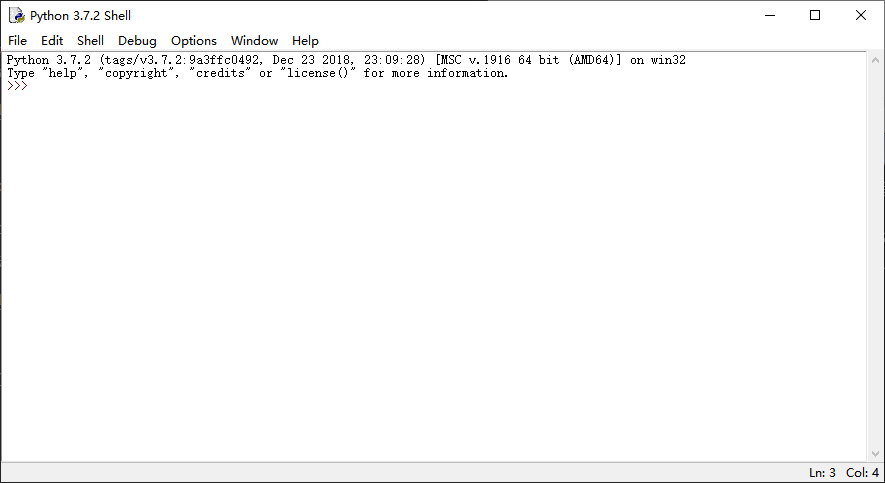 Python 3.7.2 Shell
File Edit Shell Debug Options Window Help
Python 3.7.2 (tags/v3.7.2:9a3ffc0492, Dec 23 2018, 23:09:28) [MSC v.1916 64 bit (AMD64)] on win32
Type "help", "copyright", "credits" or "license()" for more information.
>>>
Ln: 3 Col: 4